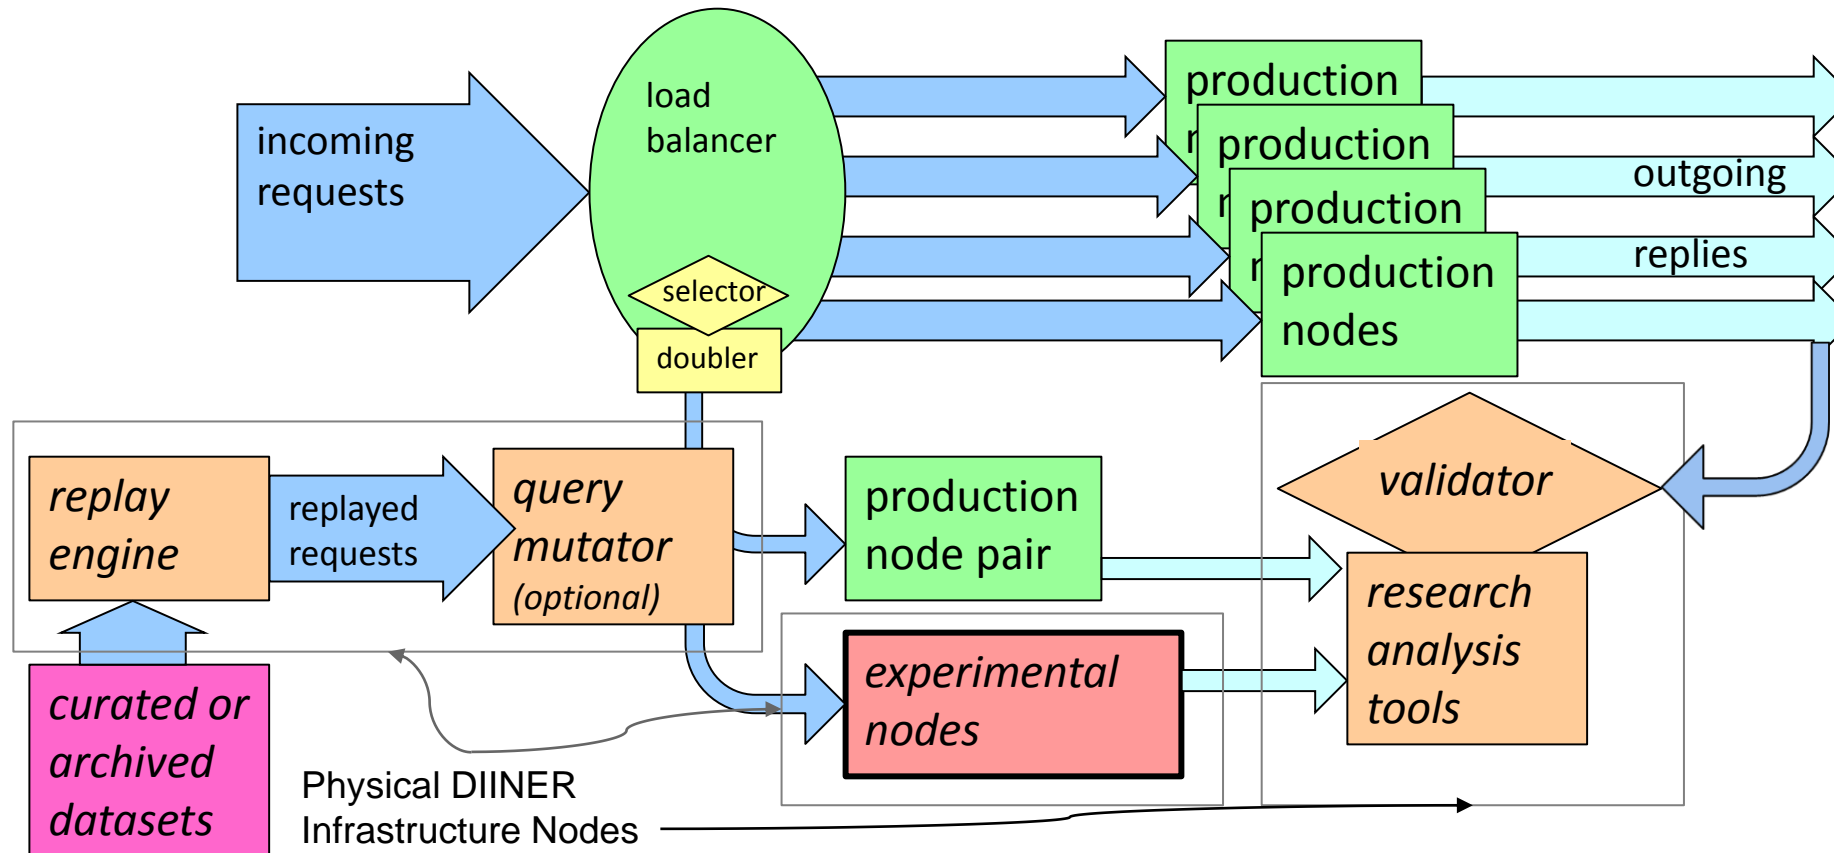 incoming
requests
load
balancer
selector
doubler
production
production
production
production
nodes
outgoing
replies
replay
engine
replayed
requests
query
mutator
(optional)
production
node pair
validator
research
analysis
tools
experimental
nodes
curated or
archived
datasets
Physical DIINER
Infrastructure Nodes